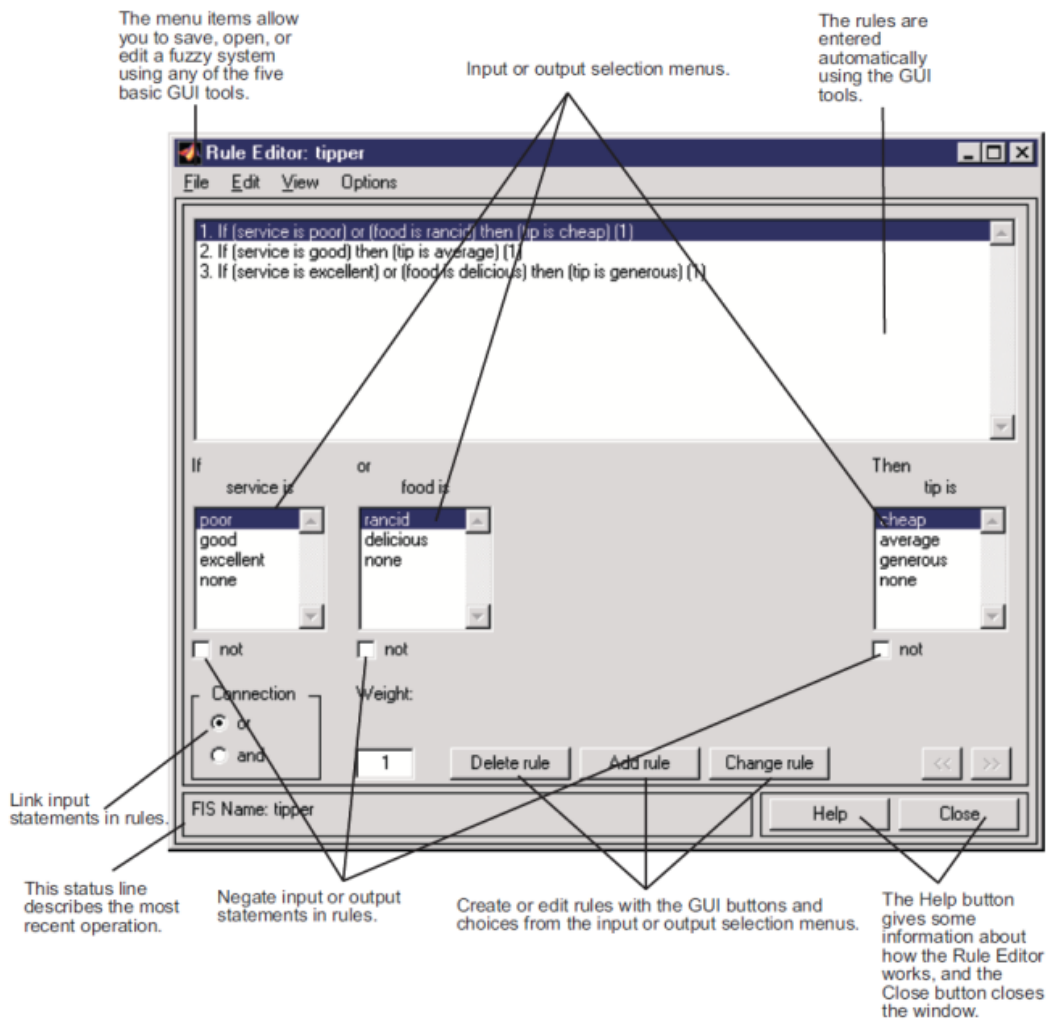 The menu items allow
you to save, open, or
edit a fuzzy system
using any of the five
basic GUI tools.
Input or output selection menus.
The rules are
entered
automatically
using the GUI
tools.
Rule Editor: tipper
File Edit View Options
1. If (service is poor) or (food is rancid) then (tip is cheap) (1)
2. If (service is good) then (tip is average) (1)
3. If (service is excellent) or (food is delicious) then (tip is generous) (1)
If
service is
or
food is
Then
tip is
poor
good
excellent
none
rancid
delicious
none
cheap
average
generous
none
not
not
not
Connection
or
and
Weight:
1
Delete rule
Add rule
Change rule
<<
>>
FIS Name: tipper
Help
Close
Link input
statements in rules.
This status line
describes the most
recent operation.
Negate input or output
statements in rules.
Create or edit rules with the GUI buttons and
choices from the input or output selection menus.
The Help button
gives some
information about
how the Rule Editor
works, and the
Close button closes
the window.